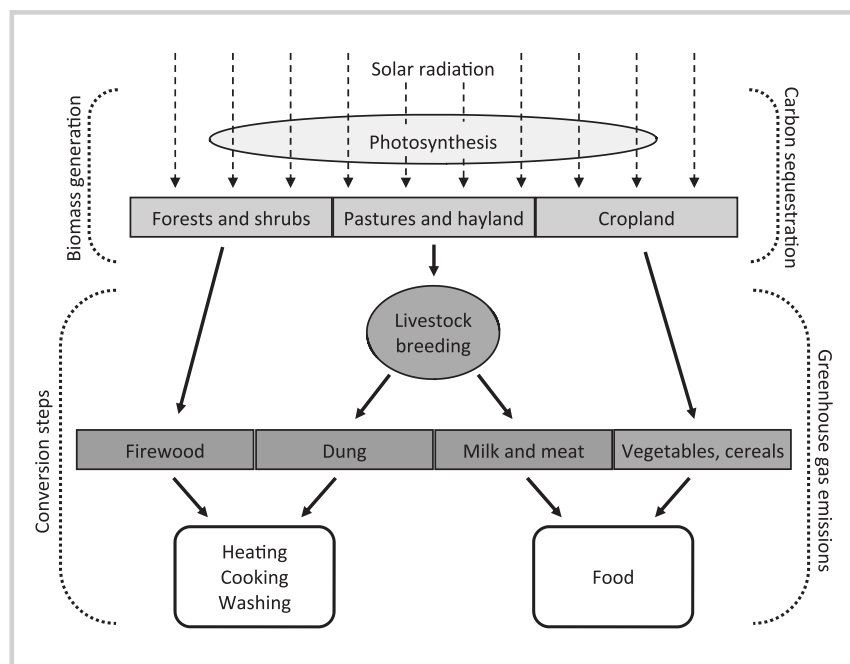 Solar radiation
Photosynthesis
Biomass generation
Carbon sequestration
Forests and shrubs
Pastures and hayland
Cropland
Livestock
breeding
Conversion steps
Greenhouse gas emissions
Firewood
Dung
Milk and meat
Vegetables, cereals
Heating
Cooking
Washing
Food